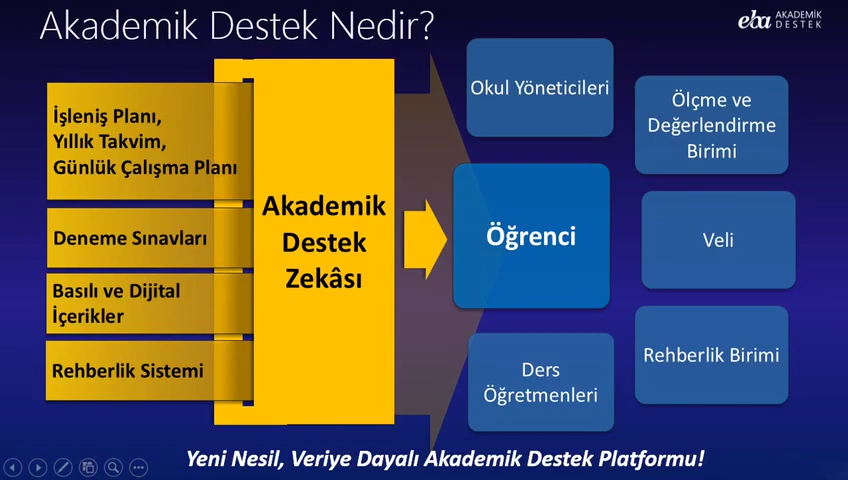 Akademik Destek Nedir?
eba AKADEMİK
DESTEK
İşleniş Planı,
Yıllık Takvim,
Günlük Çalışma Planı
Deneme Sınavları
Basılı ve Dijital
İçerikler
Rehberlik Sistemi
Akademik
Destek
Zekâsı
Okul Yöneticileri
Öğrenci
Ders
Öğretmenleri
Ölçme ve
Değerlendirme
Birimi
Veli
Rehberlik Birimi
Yeni Nesil, Veriye Dayalı Akademik Destek Platformu!